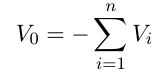 $$V_0 = -\sum_{i=1}^{n} V_i$$